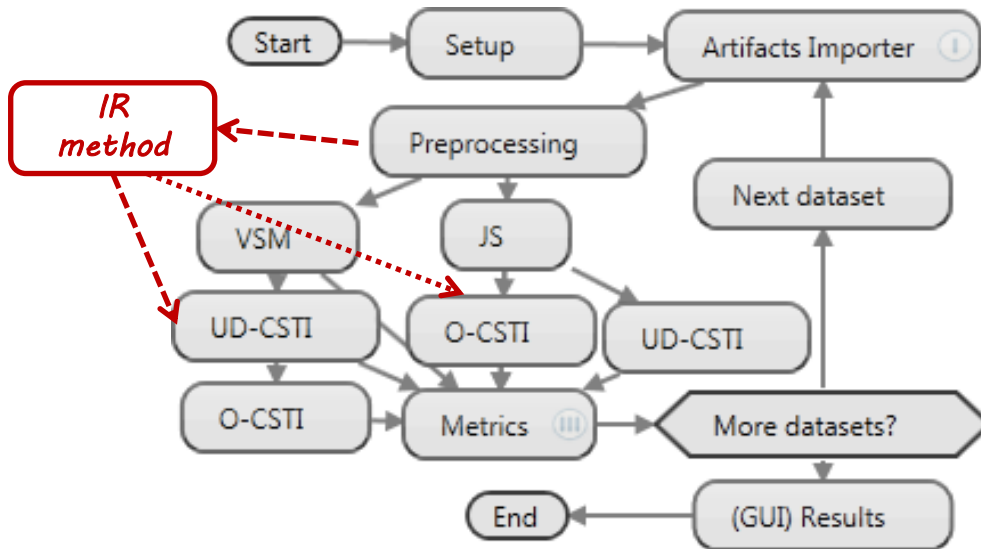 Start
Setup
Artifacts Importer
I
IR
method
Preprocessing
Next dataset
VSM
JS
UD-CSTI
O-CSTI
UD-CSTI
O-CSTI
Metrics
III
More datasets?
End
(GUI) Results